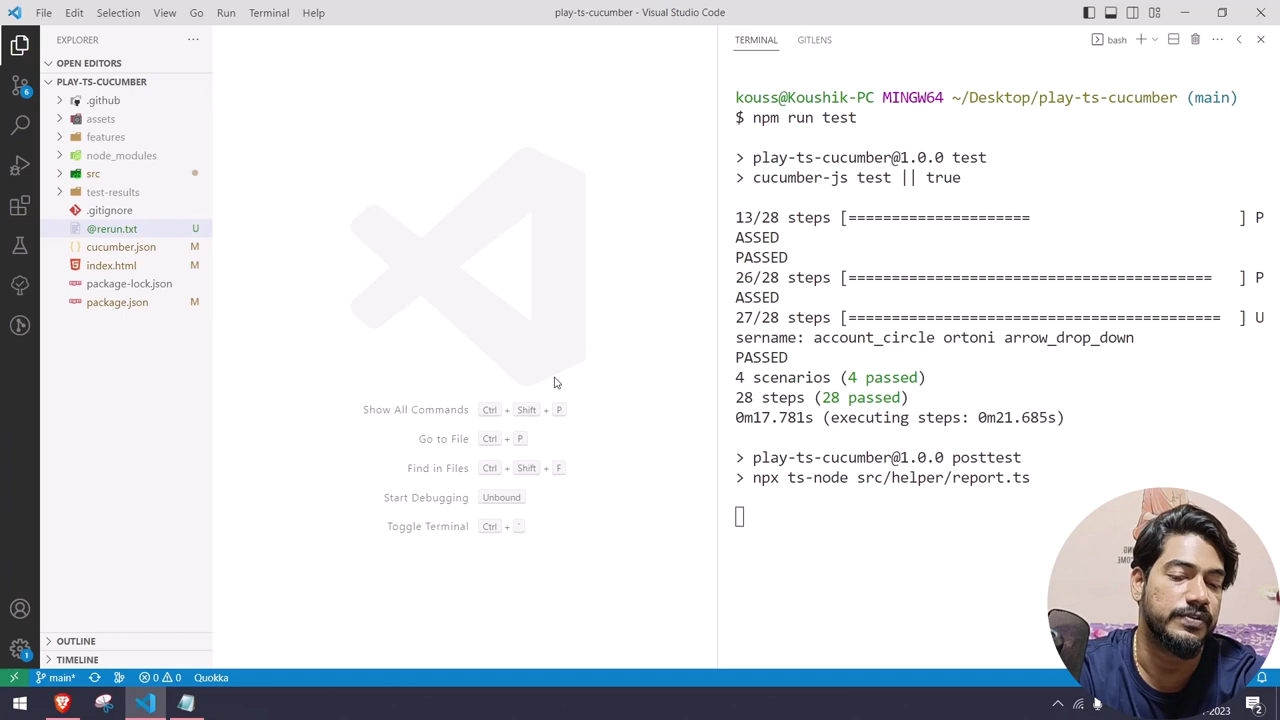 File Edit Selection View Go Run Terminal Help
play-ts-cucumber - Visual Studio Code
EXPLORER
OPEN EDITORS
PLAY-TS-CUCUMBER
.github
assets
features
node_modules
src
test-results
.gitignore
@rerun.txt U
cucumber.json M
index.html M
package-lock.json
package.json M
OUTLINE
TIMELINE
6
1
Show All Commands Ctrl + Shift + P
Go to File Ctrl + P
Find in Files Ctrl + Shift + F
Start Debugging Unbound
Toggle Terminal Ctrl + `
TERMINAL GITLENS
bash
kouss@Koushik-PC MINGW64 ~/Desktop/play-ts-cucumber (main)
$ npm run test
> play-ts-cucumber@1.0.0 test
> cucumber-js test || true
13/28 steps [===================== ] P
ASSED
PASSED
26/28 steps [========================================== ] P
ASSED
27/28 steps [=========================================== ] U
sername: account_circle ortoni arrow_drop_down
PASSED
4 scenarios (4 passed)
28 steps (28 passed)
0m17.781s (executing steps: 0m21.685s)
> play-ts-cucumber@1.0.0 posttest
> npx ts-node src/helper/report.ts
main* 0 0 Quokka
-2023
2